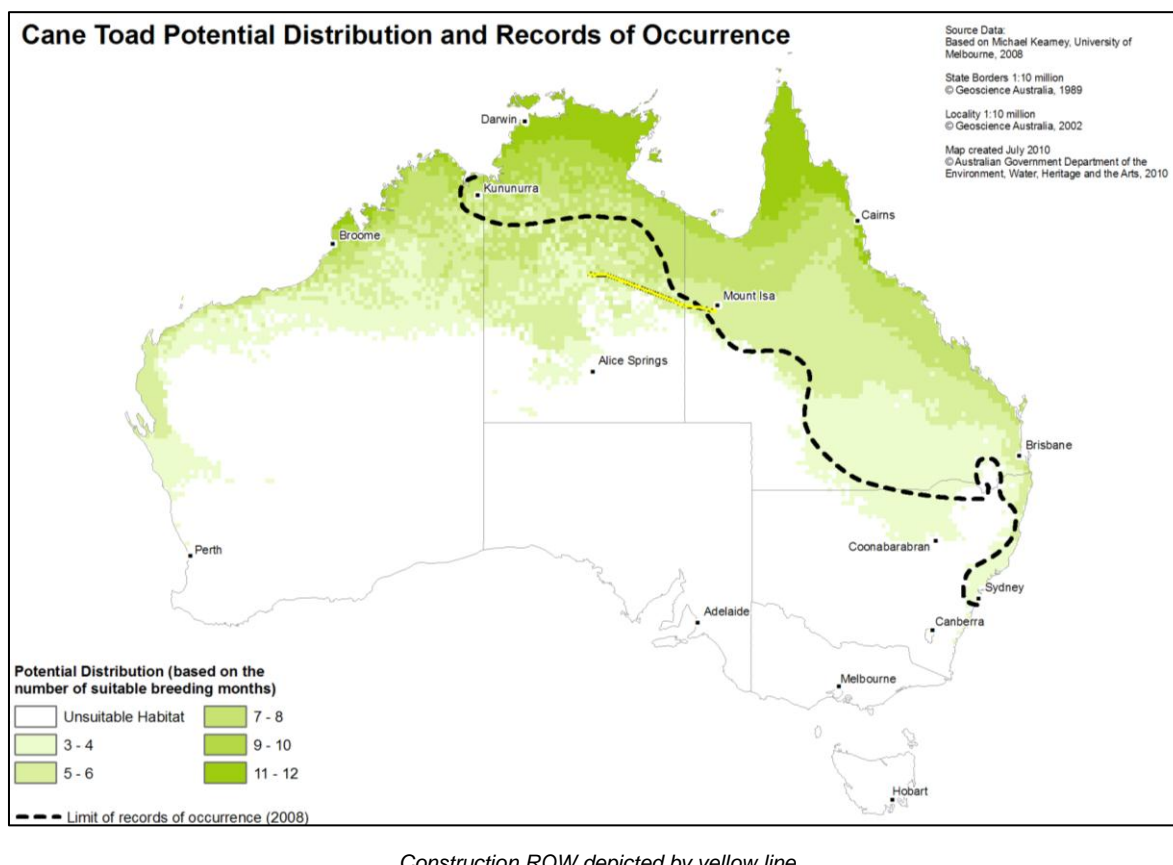 Cane Toad Potential Distribution and Records of Occurrence
Source Data:
Based on Michael Kearney, University of
Melbourne, 2008
State Borders 1:10 million
© Geoscience Australia, 1989
Locality 1:10 million
© Geoscience Australia, 2002
Map created July 2010
© Australian Government Department of the
Environment, Water, Heritage and the Arts, 2010
Darwin
Kununurra
Cairns
Broome
Mount Isa
Alice Springs
Brisbane
Coonabarabran
Perth
Sydney
Adelaide
Canberra
Melbourne
Hobart
Potential Distribution (based on the
number of suitable breeding months)
Unsuitable Habitat
3 - 4
5 - 6
7 - 8
9 - 10
11 - 12
Limit of records of occurrence (2008)
Construction ROW depicted by yellow line